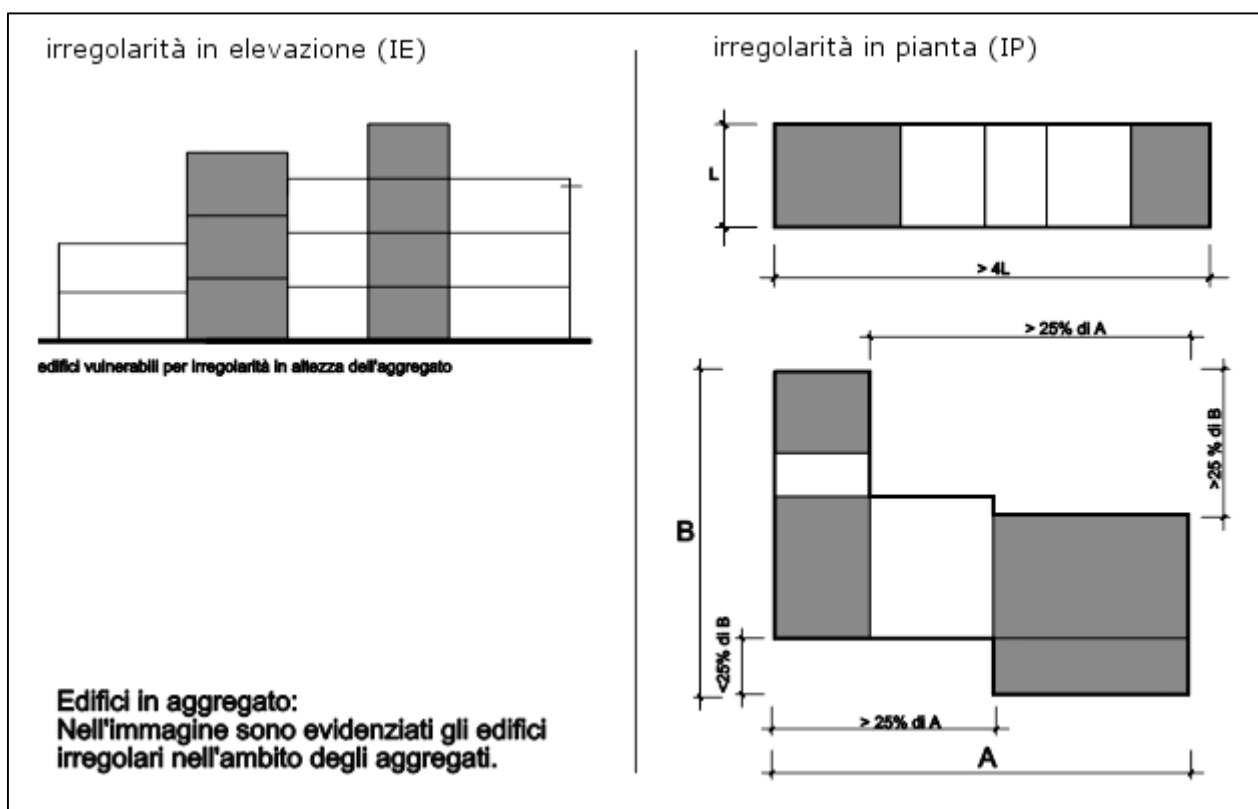 irregolarità in elevazione (IE)
edifici vulnerabili per irregolarità in altezza dell'aggregato
Edifici in aggregato:
Nell'immagine sono evidenziati gli edifici
irregolari nell'ambito degli aggregati.
irregolarità in pianta (IP)
L
> 4L
> 25% di A
>25 % di B
B
<25% di B
> 25% di A
A